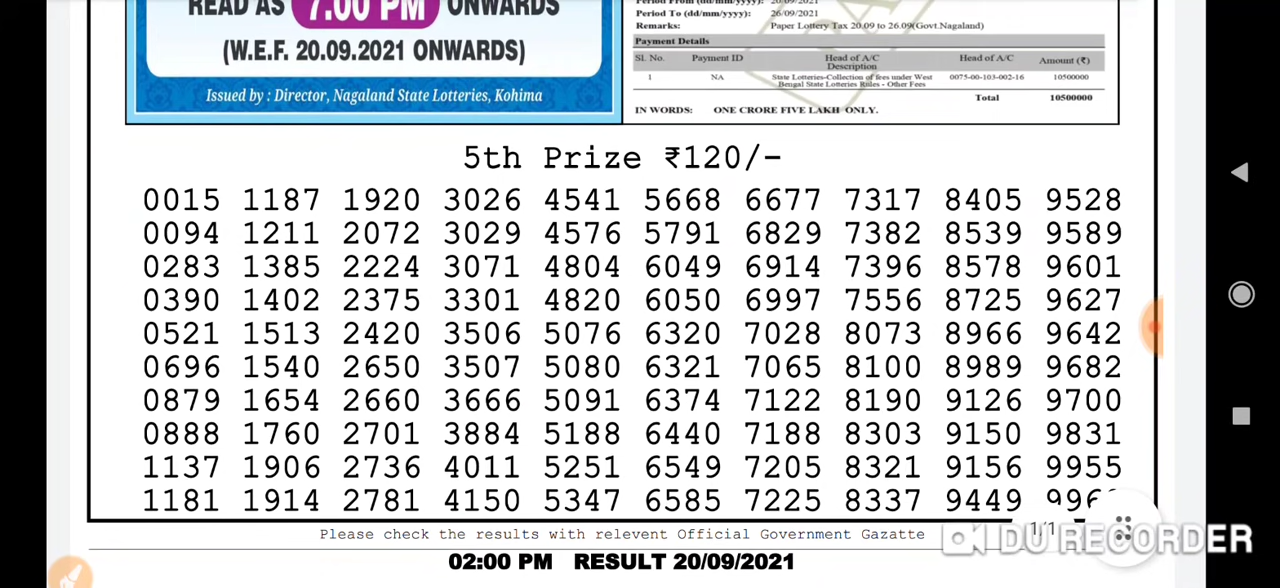 READ AS 7.00 PM ONWARDS
(W.E.F. 20.09.2021 ONWARDS)
Issued by : Director, Nagaland State Lotteries, Kohima
Period From (dd/mm/yyyy): 20/09/2021
Period To (dd/mm/yyyy): 26/09/2021
Remarks: Paper Lottery Tax 20.09 to 26.09(Govt.Nagaland)
Payment Details
Sl. No. Payment ID Head of A/C Description Head of A/C Amount (₹)
1 NA State Lotteries-Collection of fees under West Bengal State Lotteries Rules - Other Fees 0075-00-103-002-16 10500000
Total 10500000
IN WORDS: ONE CRORE FIVE LAKH ONLY.
5th Prize ₹120/-
0015 1187 1920 3026 4541 5668 6677 7317 8405 9528
0094 1211 2072 3029 4576 5791 6829 7382 8539 9589
0283 1385 2224 3071 4804 6049 6914 7396 8578 9601
0390 1402 2375 3301 4820 6050 6997 7556 8725 9627
0521 1513 2420 3506 5076 6320 7028 8073 8966 9642
0696 1540 2650 3507 5080 6321 7065 8100 8989 9682
0879 1654 2660 3666 5091 6374 7122 8190 9126 9700
0888 1760 2701 3884 5188 6440 7188 8303 9150 9831
1137 1906 2736 4011 5251 6549 7205 8321 9156 9955
1181 1914 2781 4150 5347 6585 7225 8337 9449
Please check the results with relevent Official Government Gazatte
1/1
DU RECORDER
02:00 PM RESULT 20/09/2021